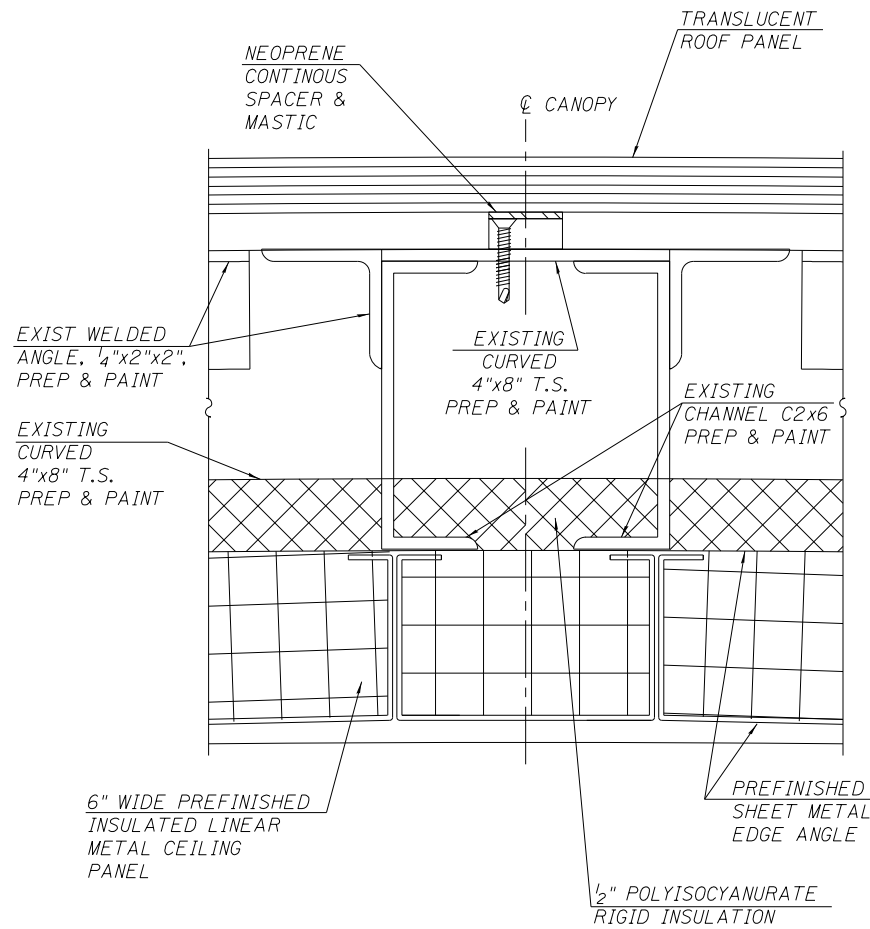 TRANSLUCENT
ROOF PANEL
NEOPRENE
CONTINOUS
SPACER &
MASTIC
℄ CANOPY
EXIST WELDED
ANGLE, 1/4"x2"x2",
PREP & PAINT
EXISTING
CURVED
4"x8" T.S.
PREP & PAINT
EXISTING
CHANNEL C2x6
PREP & PAINT
EXISTING
CURVED
4"x8" T.S.
PREP & PAINT
6" WIDE PREFINISHED
INSULATED LINEAR
METAL CEILING
PANEL
PREFINISHED
SHEET METAL
EDGE ANGLE
1/2" POLYISOCYANURATE
RIGID INSULATION